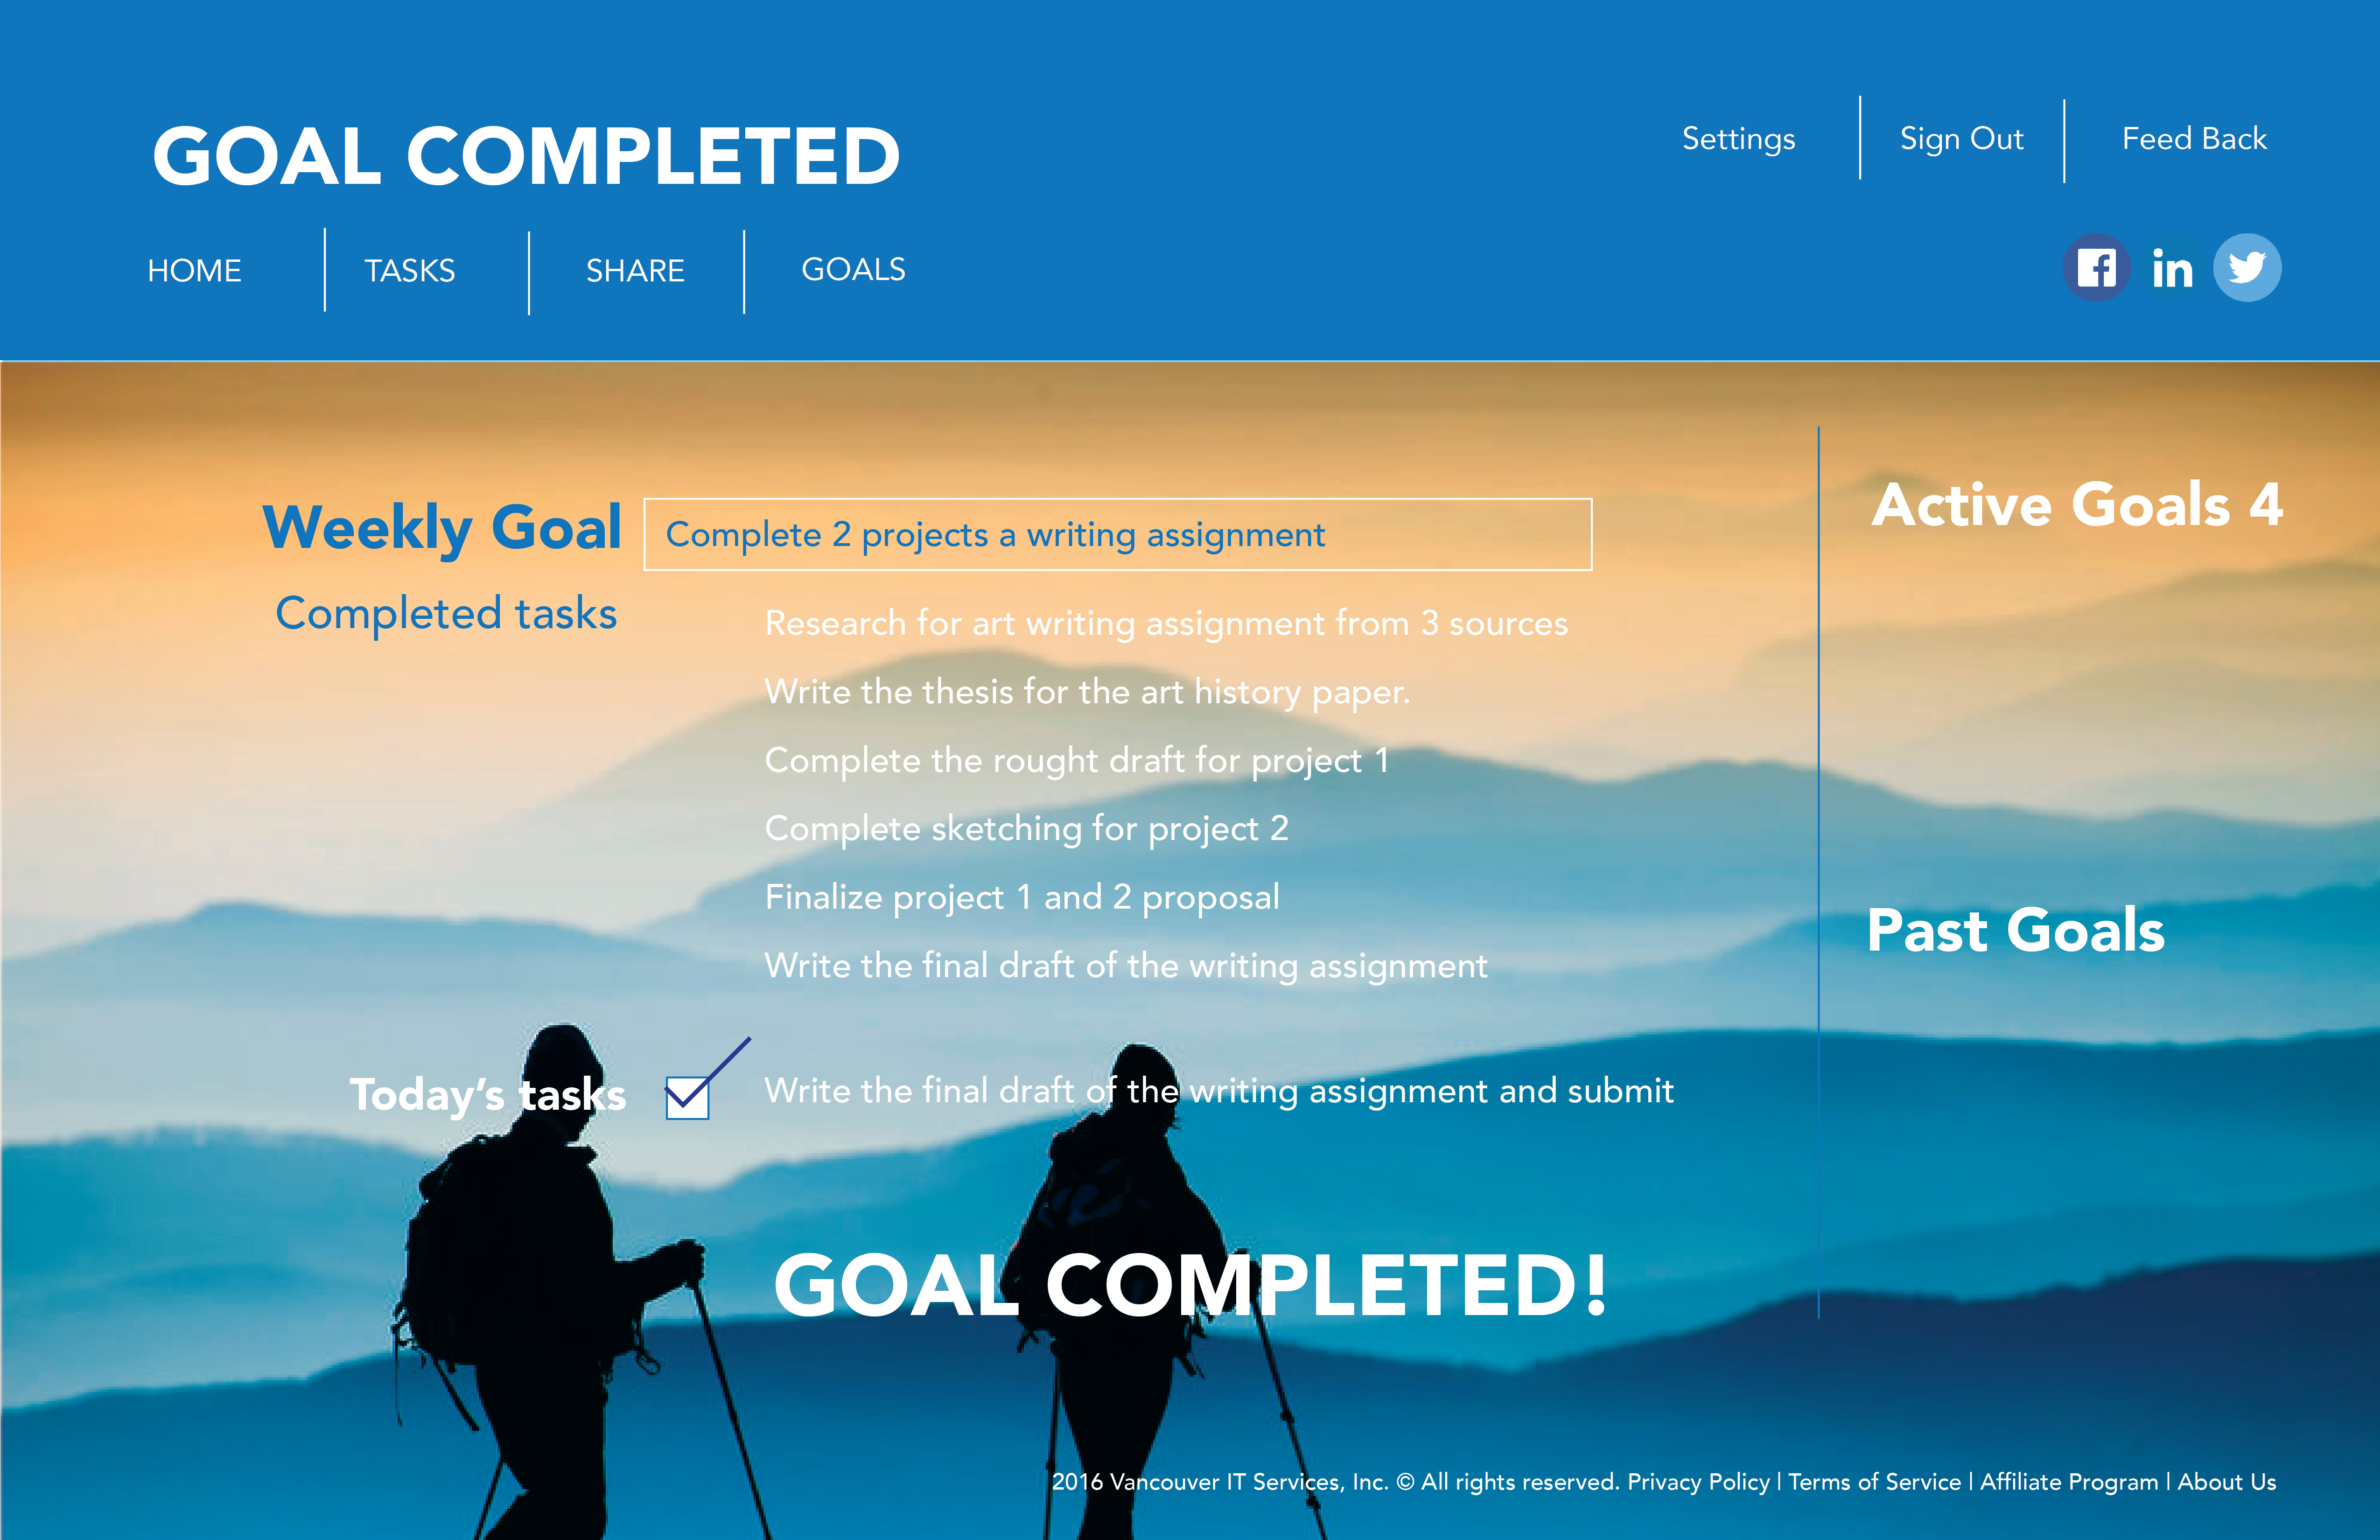 GOAL COMPLETED
Settings
Sign Out
Feed Back
HOME
TASKS
SHARE
GOALS
in
Weekly Goal
Complete 2 projects a writing assignment
Completed tasks
Research for art writing assignment from 3 sources
Write the thesis for the art history paper.
Complete the rought draft for project 1
Complete sketching for project 2
Finalize project 1 and 2 proposal
Write the final draft of the writing assignment
Today’s tasks
Write the final draft of the writing assignment and submit
GOAL COMPLETED!
Active Goals 4
Past Goals
2016 Vancouver IT Services, Inc. © All rights reserved. Privacy Policy | Terms of Service | Affiliate Program | About Us